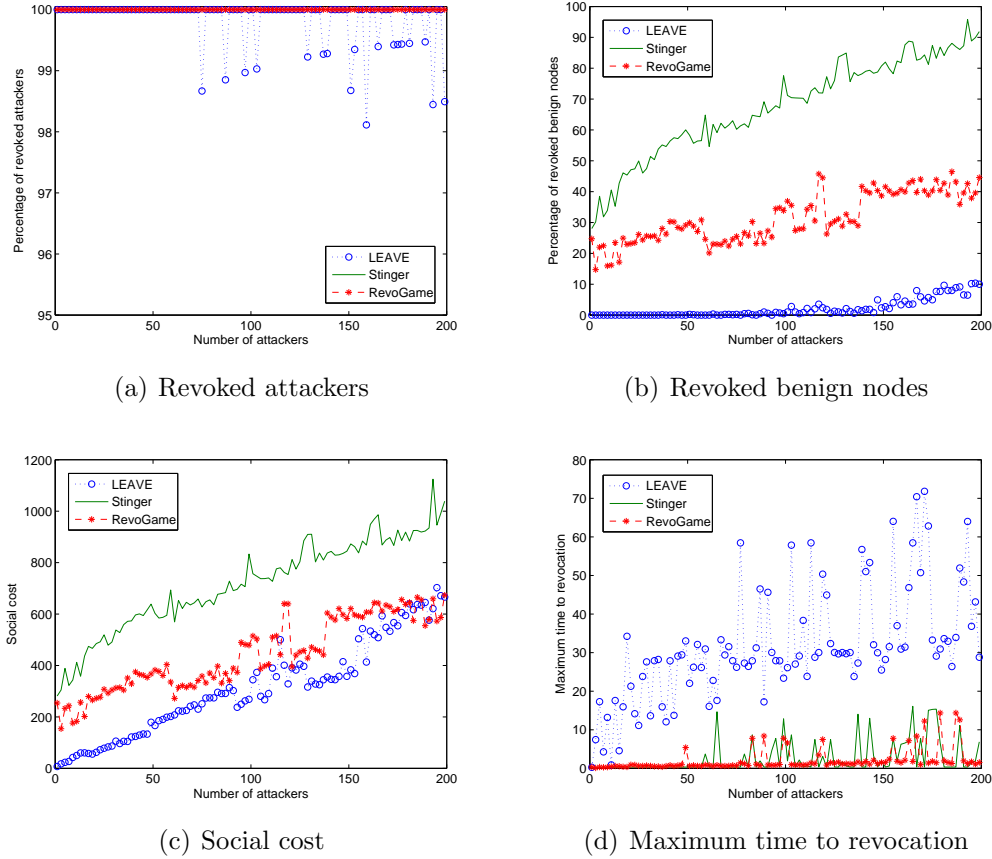 100
99
98
97
96
95
0
50
100
150
200
Percentage of revoked attackers
Number of attackers
LEAVE
Stinger
RevoGame
(a) Revoked attackers
100
90
80
70
60
50
40
30
20
10
0
0
50
100
150
200
Percentage of revoked benign nodes
Number of attackers
LEAVE
Stinger
RevoGame
(b) Revoked benign nodes
1200
1000
800
600
400
200
0
0
50
100
150
200
Social cost
Number of attackers
LEAVE
Stinger
RevoGame
(c) Social cost
80
70
60
50
40
30
20
10
0
0
50
100
150
200
Maximum time to revocation
Number of attackers
LEAVE
Stinger
RevoGame
(d) Maximum time to revocation